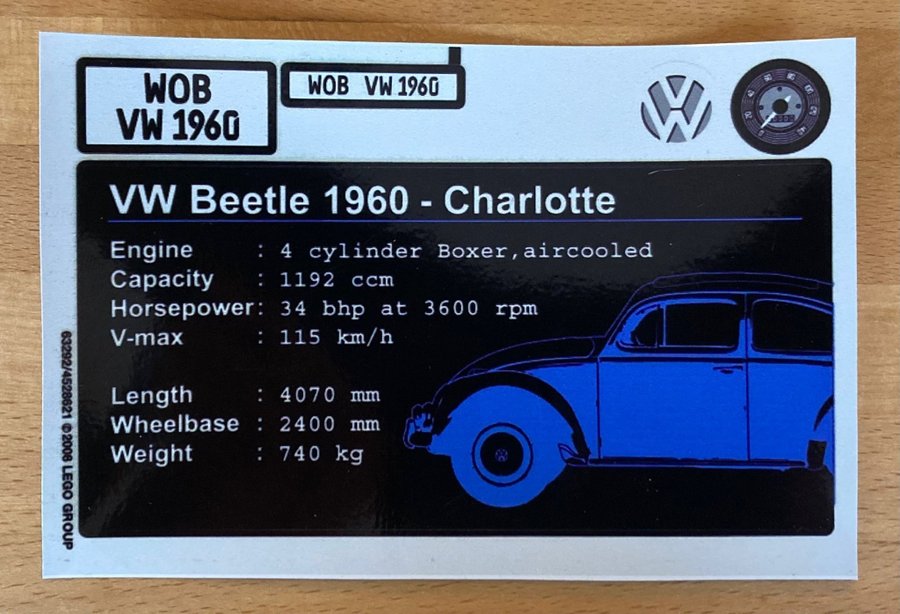 WOB
VW 1960
WOB VW 1960
VW Beetle 1960 - Charlotte
Engine : 4 cylinder Boxer,aircooled
Capacity : 1192 ccm
Horsepower: 34 bhp at 3600 rpm
V-max : 115 km/h
Length : 4070 mm
Wheelbase : 2400 mm
Weight : 740 kg
63292/4528621 ©2008 LEGO GROUP